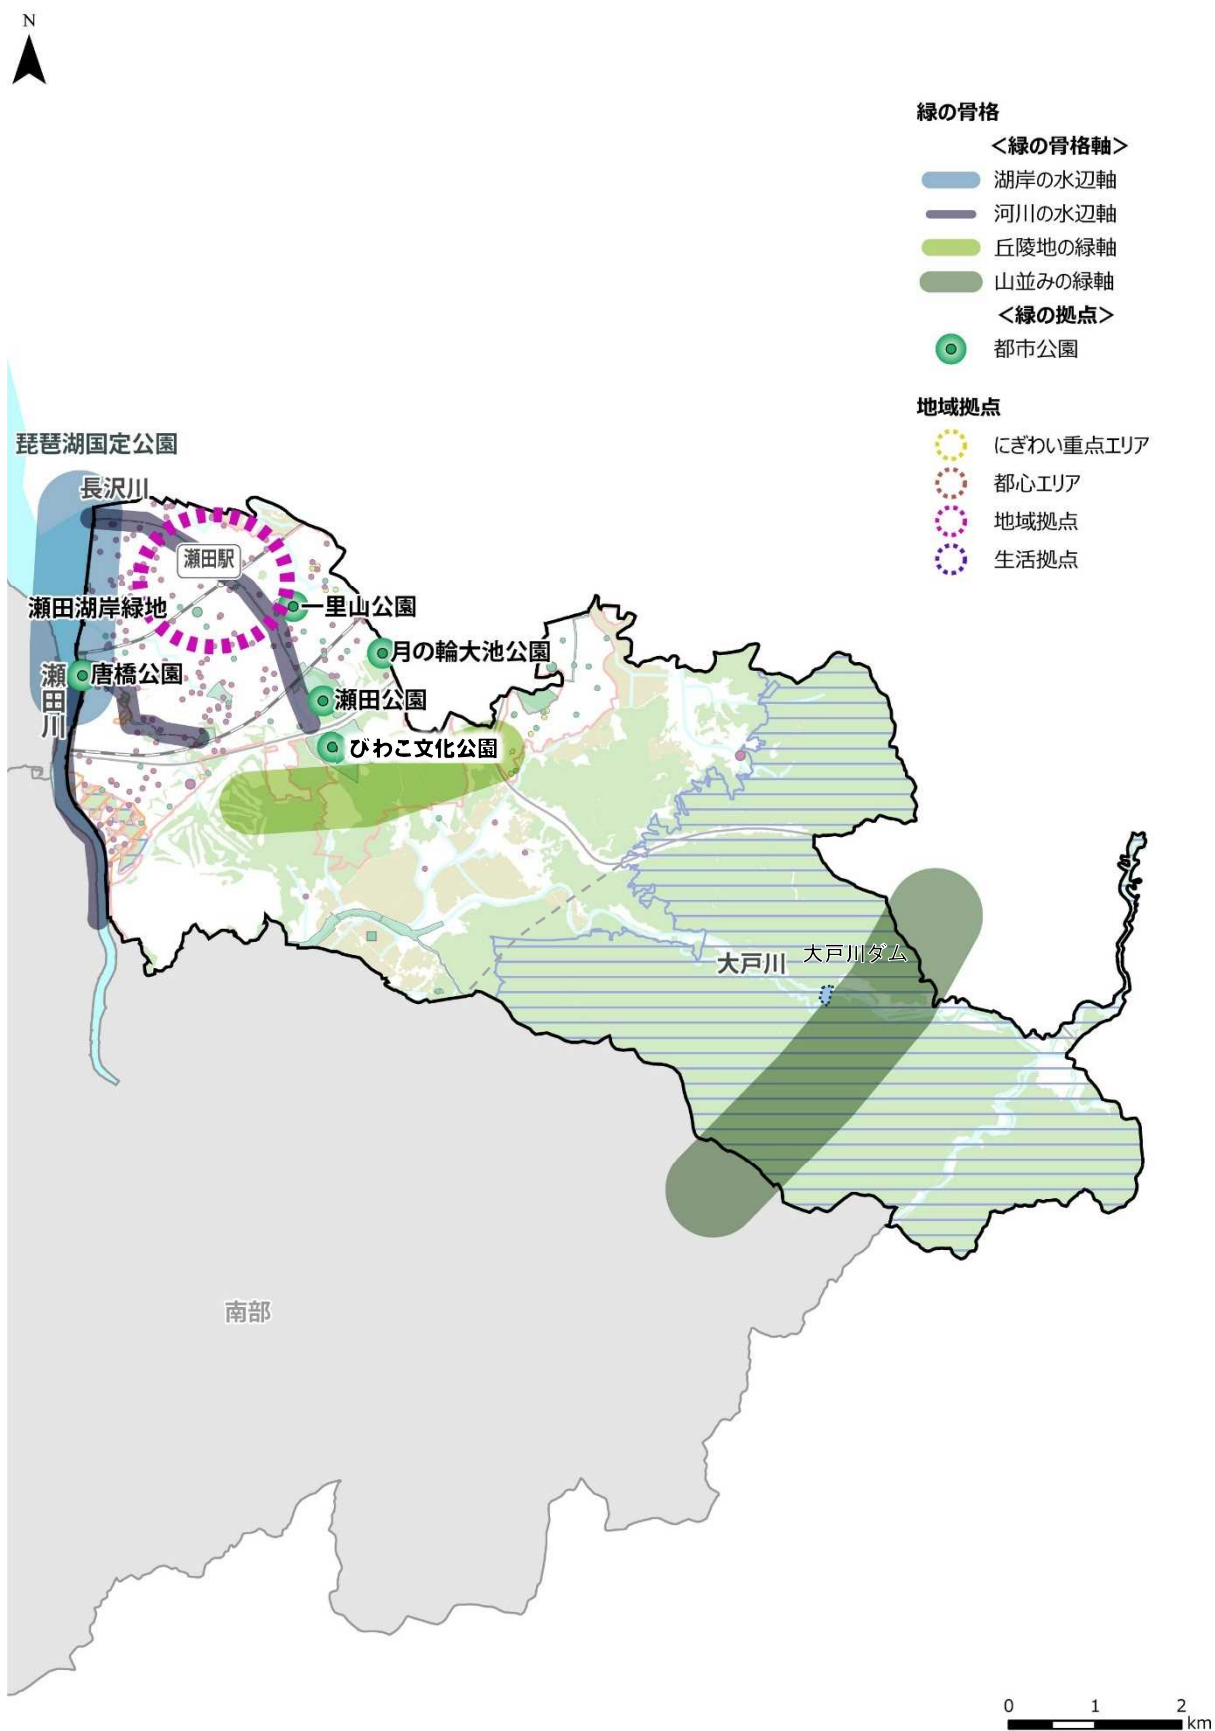 N
緑の骨格
<緑の骨格軸>
湖岸の水辺軸
河川の水辺軸
丘陵地の緑軸
山並みの緑軸
<緑の拠点>
都市公園
地域拠点
にぎわい重点エリア
都心エリア
地域拠点
生活拠点
琵琶湖国定公園
長沢川
瀬田駅
瀬田湖岸緑地
一里山公園
月の輪大池公園
唐橋公園
瀬田川
瀬田公園
びわこ文化公園
大戸川
大戸川ダム
南部
0 1 2
km